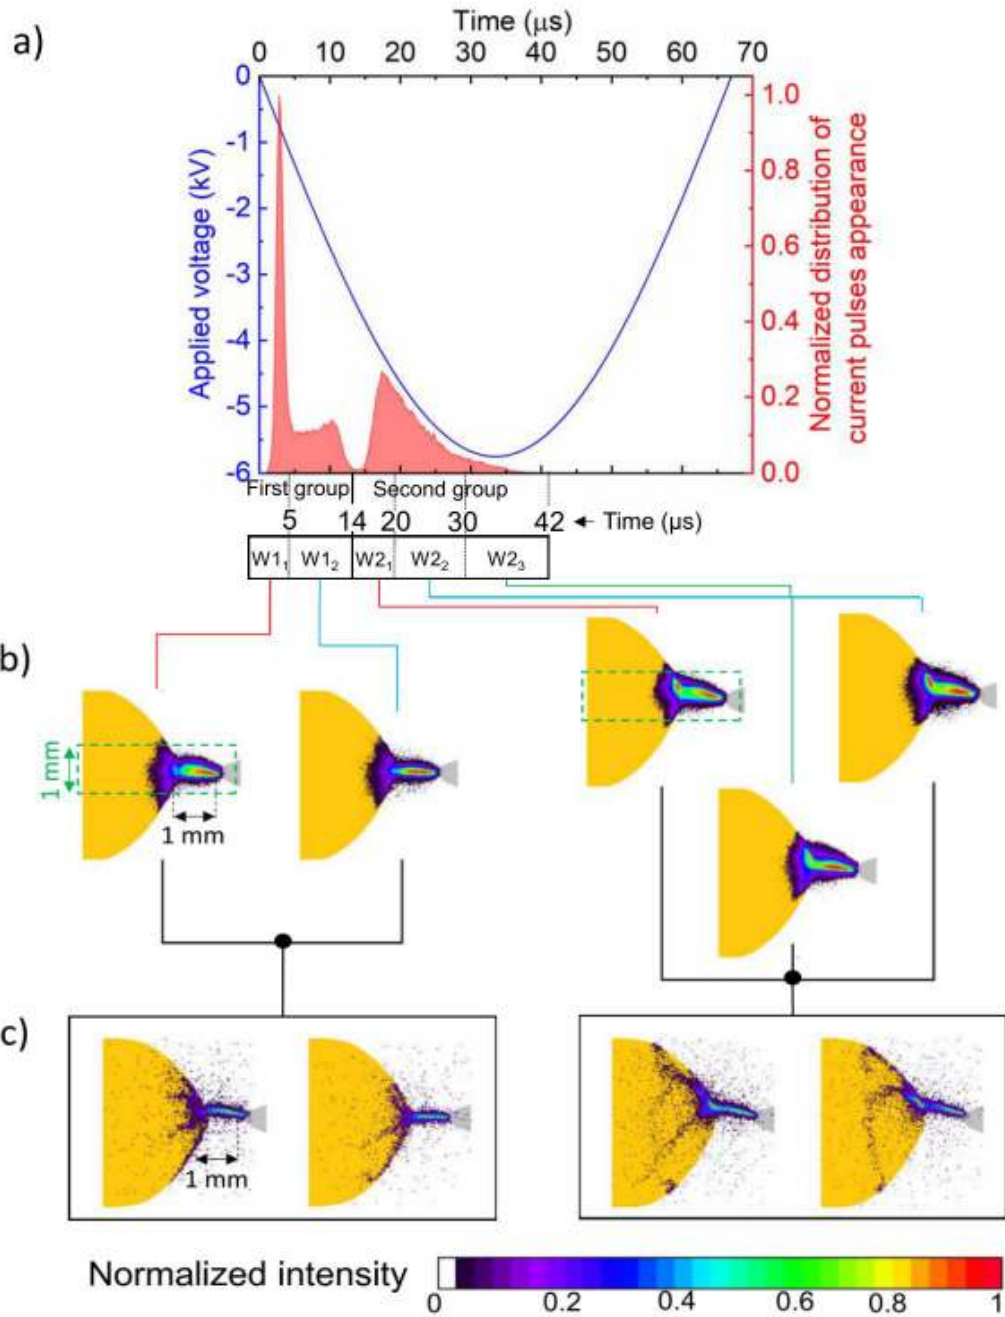 a)
Time (μs)
0 10 20 30 40 50 60 70
0
-1
-2
-3
-4
-5
-6
Applied voltage (kV)
1.0
0.8
0.6
0.4
0.2
0.0
Normalized distribution of
current pulses appearance
First group Second group
5 14 20 30 42 ← Time (μs)
W1₁ W1₂ W2₁ W2₂ W2₃
b)
1 mm
1 mm
c)
1 mm
Normalized intensity
0 0.2 0.4 0.6 0.8 1